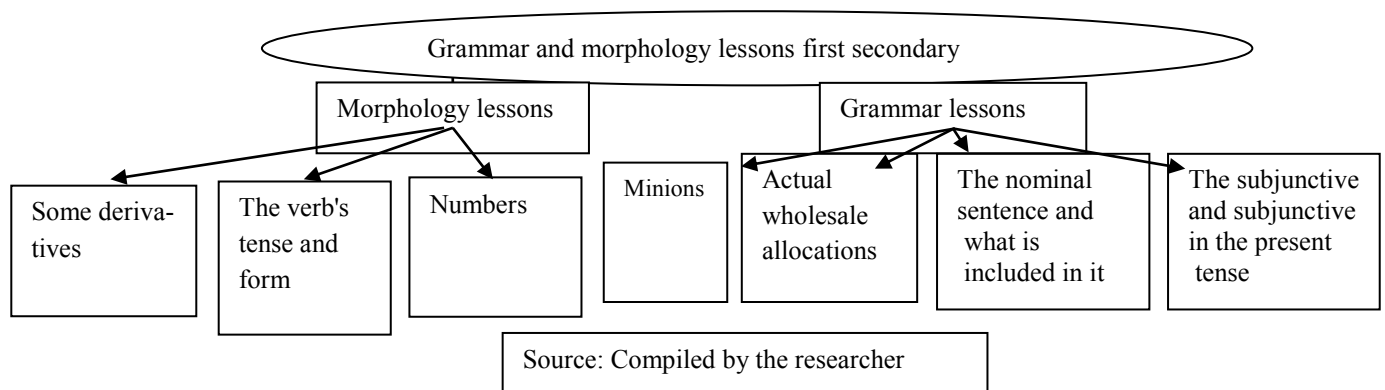 Grammar and morphology lessons first secondary
Morphology lessons
Grammar lessons
Some deriva-
tives
The verb's
tense and
form
Numbers
Minions
Actual
wholesale
allocations
The nominal
sentence and
what is
included in it
The subjunctive
and subjunctive
in the present
tense
Source: Compiled by the researcher